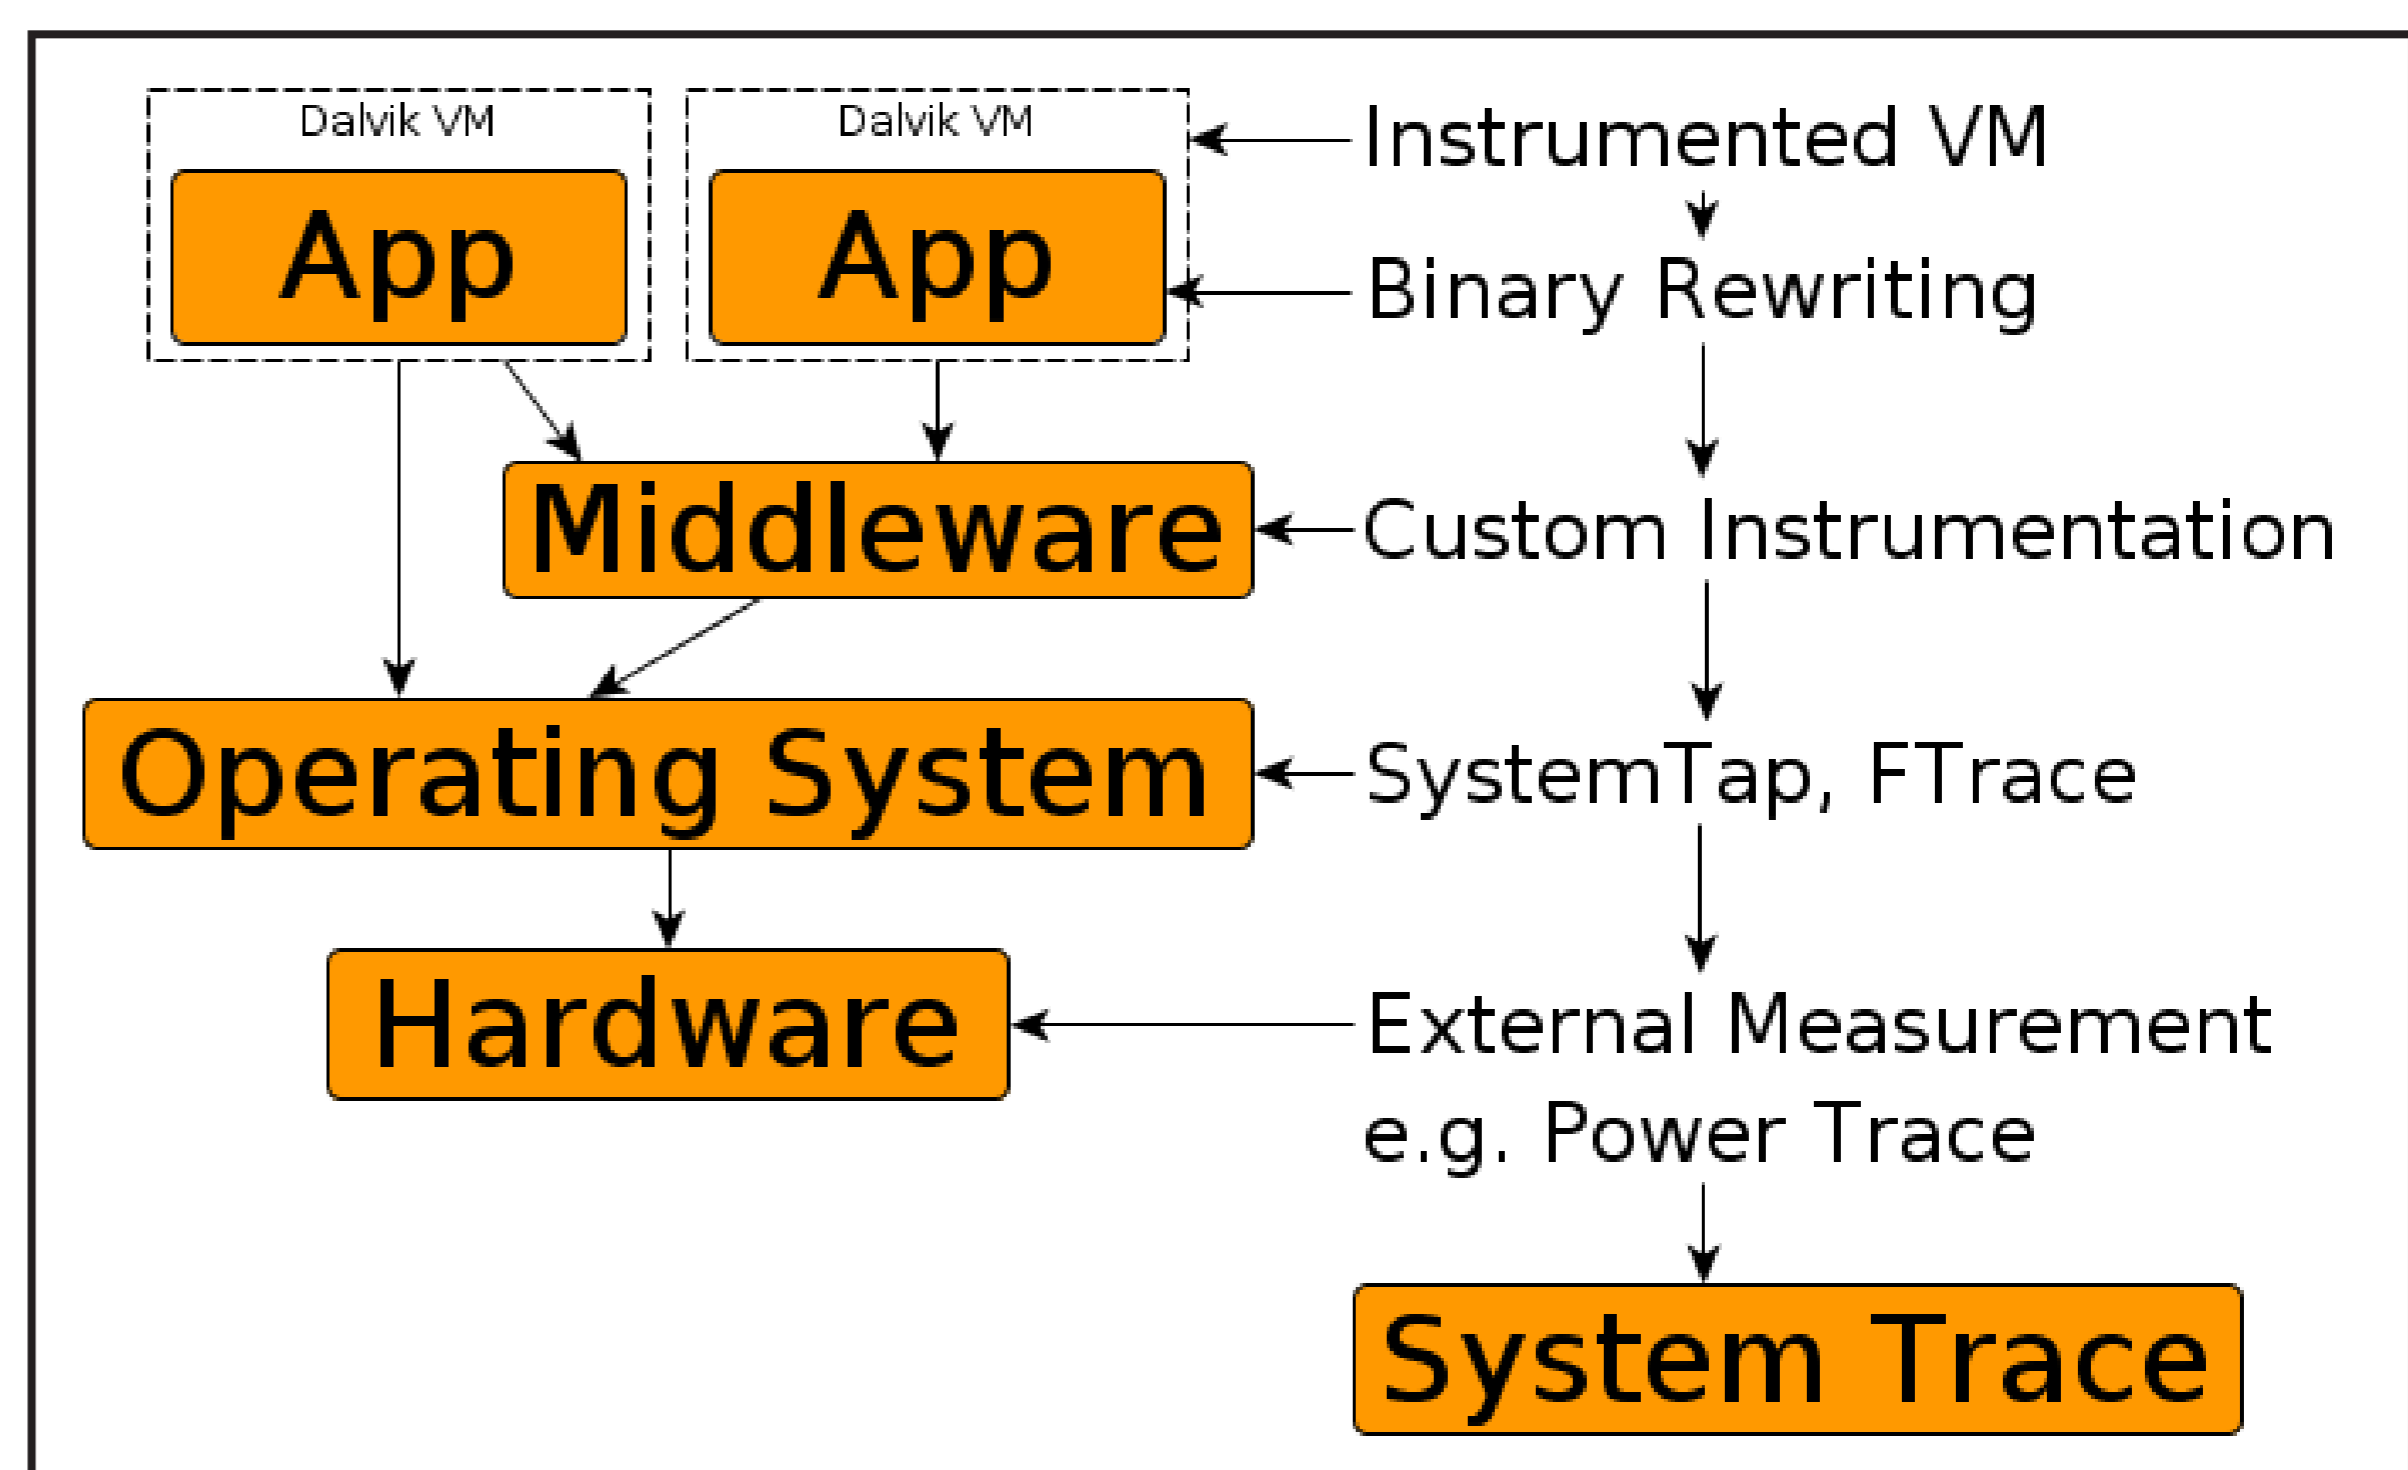 Dalvik VM
Dalvik VM
Instrumented VM
App
App
Binary Rewriting
Middleware
Custom Instrumentation
Operating System
SystemTap, FTrace
Hardware
External Measurement
e.g. Power Trace
System Trace